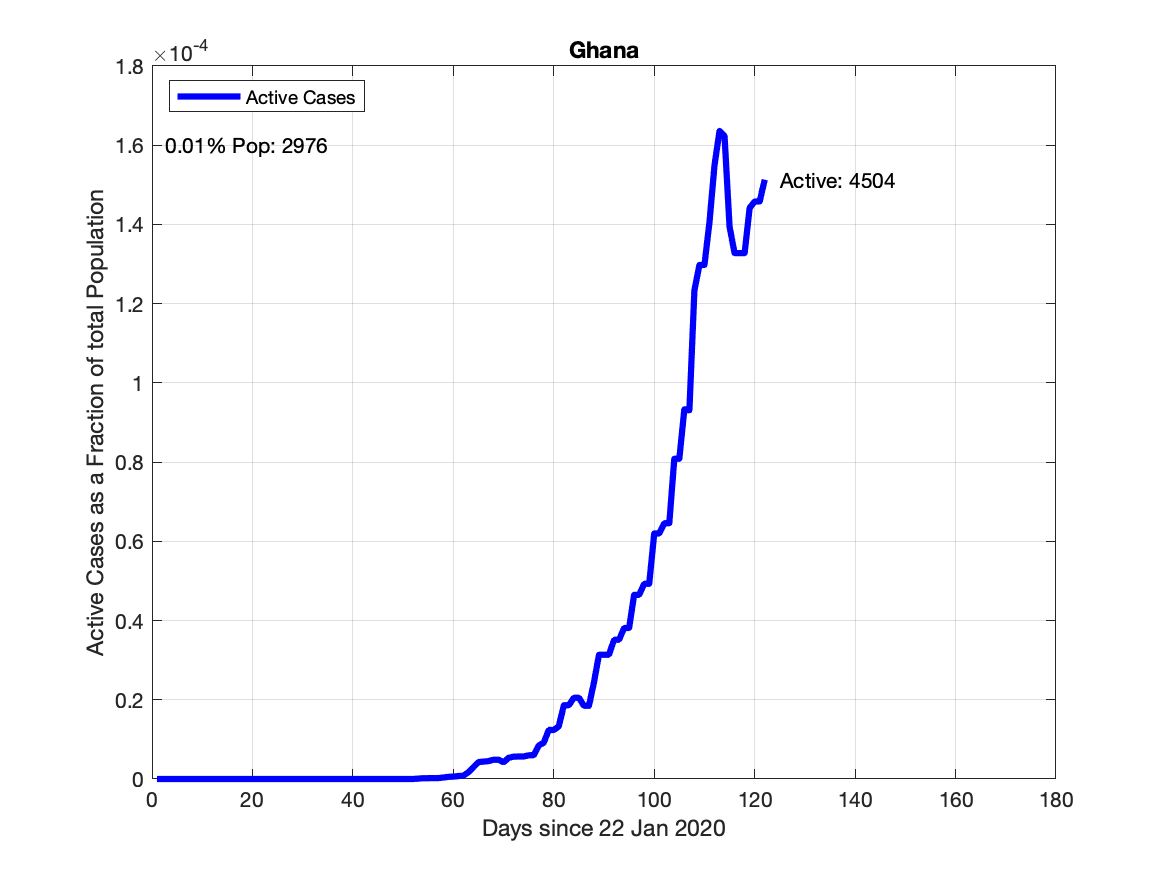 Ghana
×10-4
1.8
1.6
1.4
1.2
1
0.8
0.6
0.4
0.2
0
Active Cases
0.01% Pop: 2976
Active: 4504
Active Cases as a Fraction of total Population
0 20 40 60 80 100 120 140 160 180
Days since 22 Jan 2020